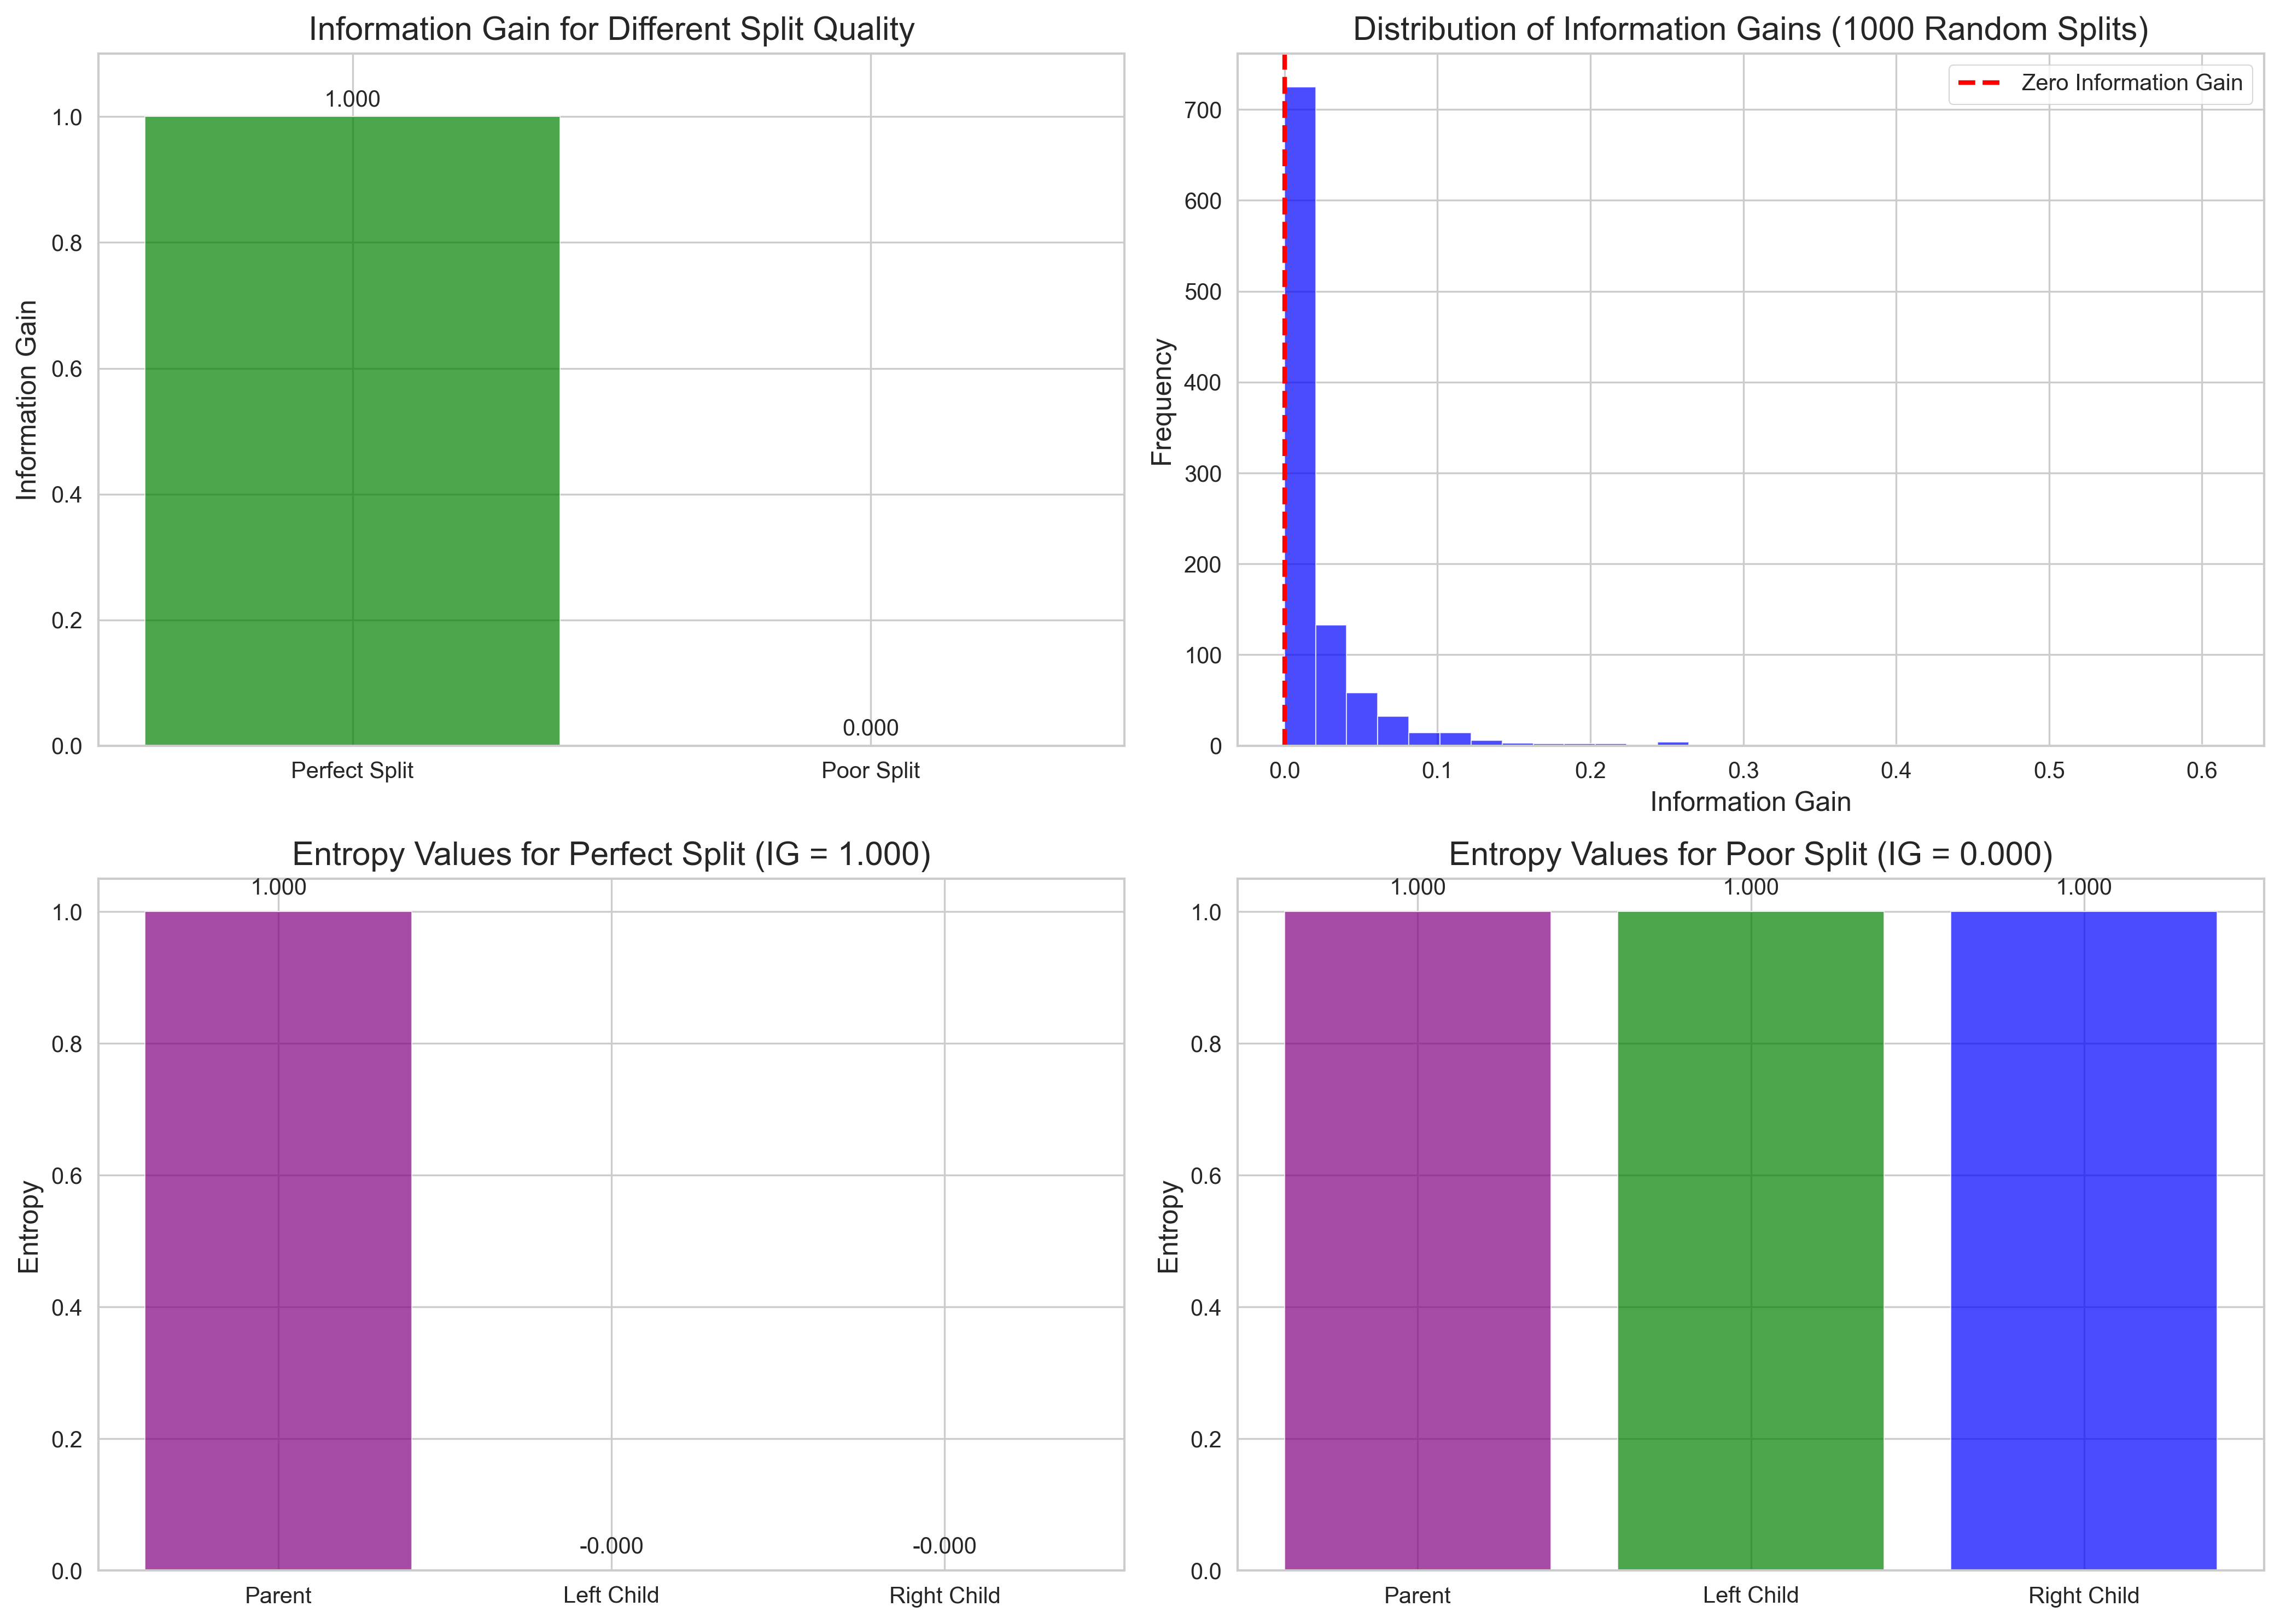 Information Gain for Different Split Quality
Information Gain
1.0
0.8
0.6
0.4
0.2
0.0
1.000
0.000
Perfect Split
Poor Split
Distribution of Information Gains (1000 Random Splits)
Zero Information Gain
Frequency
700
600
500
400
300
200
100
0
0.0
0.1
0.2
0.3
0.4
0.5
0.6
Information Gain
Entropy Values for Perfect Split (IG = 1.000)
Entropy
1.0
0.8
0.6
0.4
0.2
0.0
1.000
-0.000
-0.000
Parent
Left Child
Right Child
Entropy Values for Poor Split (IG = 0.000)
Entropy
1.0
0.8
0.6
0.4
0.2
0.0
1.000
1.000
1.000
Parent
Left Child
Right Child